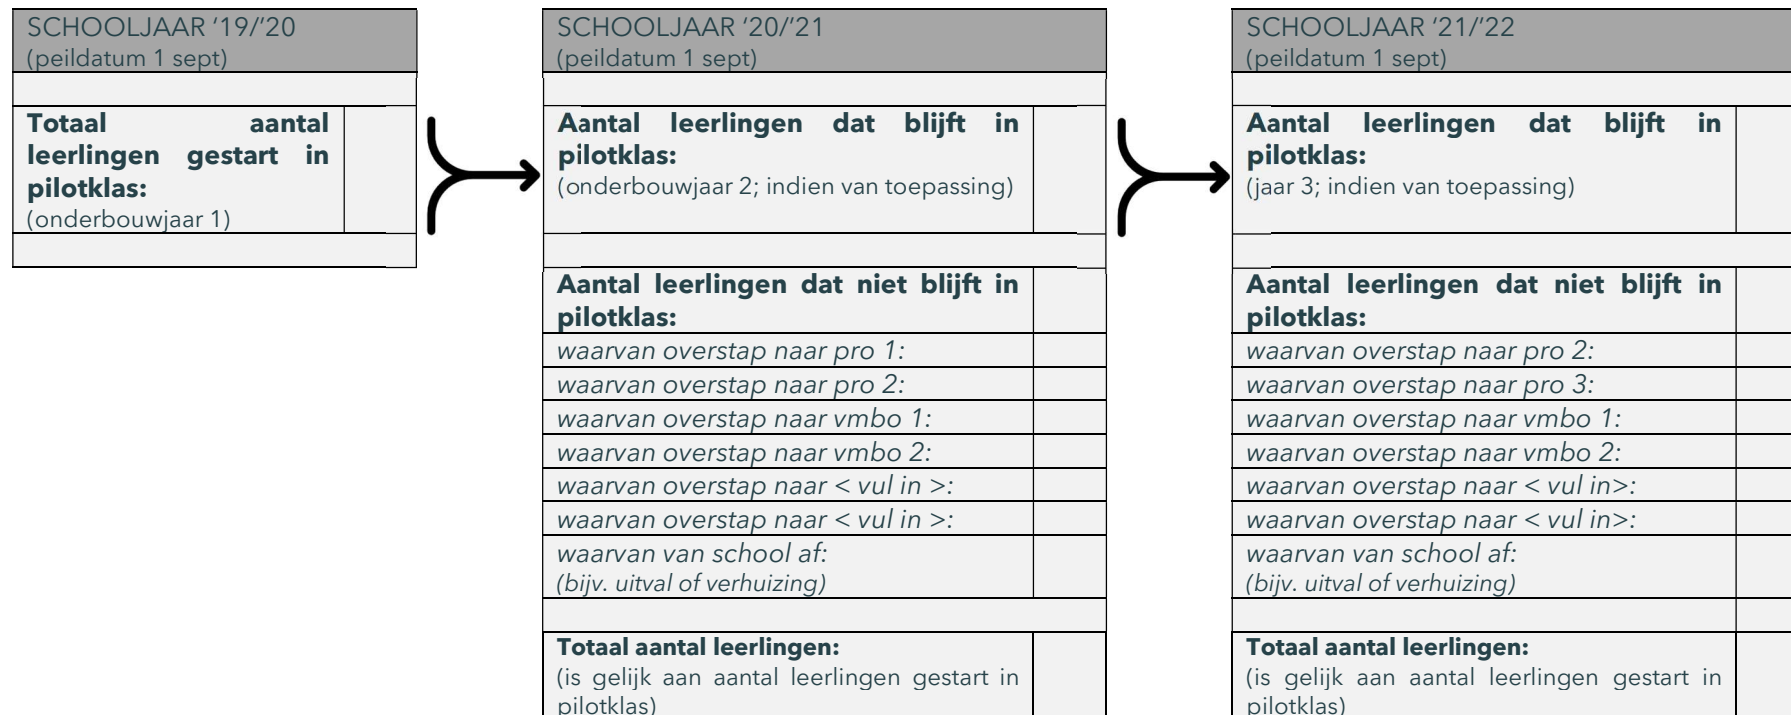 SCHOOLJAAR ‘19/’20
(peildatum 1 sept)
Totaal aantal
leerlingen gestart in
pilotklas:
(onderbouwjaar 1)
SCHOOLJAAR ‘20/’21
(peildatum 1 sept)
Aantal leerlingen dat blijft in
pilotklas:
(onderbouwjaar 2; indien van toepassing)
Aantal leerlingen dat niet blijft in
pilotklas:
waarvan overstap naar pro 1:
waarvan overstap naar pro 2:
waarvan overstap naar vmbo 1:
waarvan overstap naar vmbo 2:
waarvan overstap naar < vul in >:
waarvan overstap naar < vul in >:
waarvan van school af:
(bijv. uitval of verhuizing)
Totaal aantal leerlingen:
(is gelijk aan aantal leerlingen gestart in
pilotklas)
SCHOOLJAAR ‘21/’22
(peildatum 1 sept)
Aantal leerlingen dat blijft in
pilotklas:
(jaar 3; indien van toepassing)
Aantal leerlingen dat niet blijft in
pilotklas:
waarvan overstap naar pro 2:
waarvan overstap naar pro 3:
waarvan overstap naar vmbo 1:
waarvan overstap naar vmbo 2:
waarvan overstap naar < vul in>:
waarvan overstap naar < vul in>:
waarvan van school af:
(bijv. uitval of verhuizing)
Totaal aantal leerlingen:
(is gelijk aan aantal leerlingen gestart in
pilotklas)